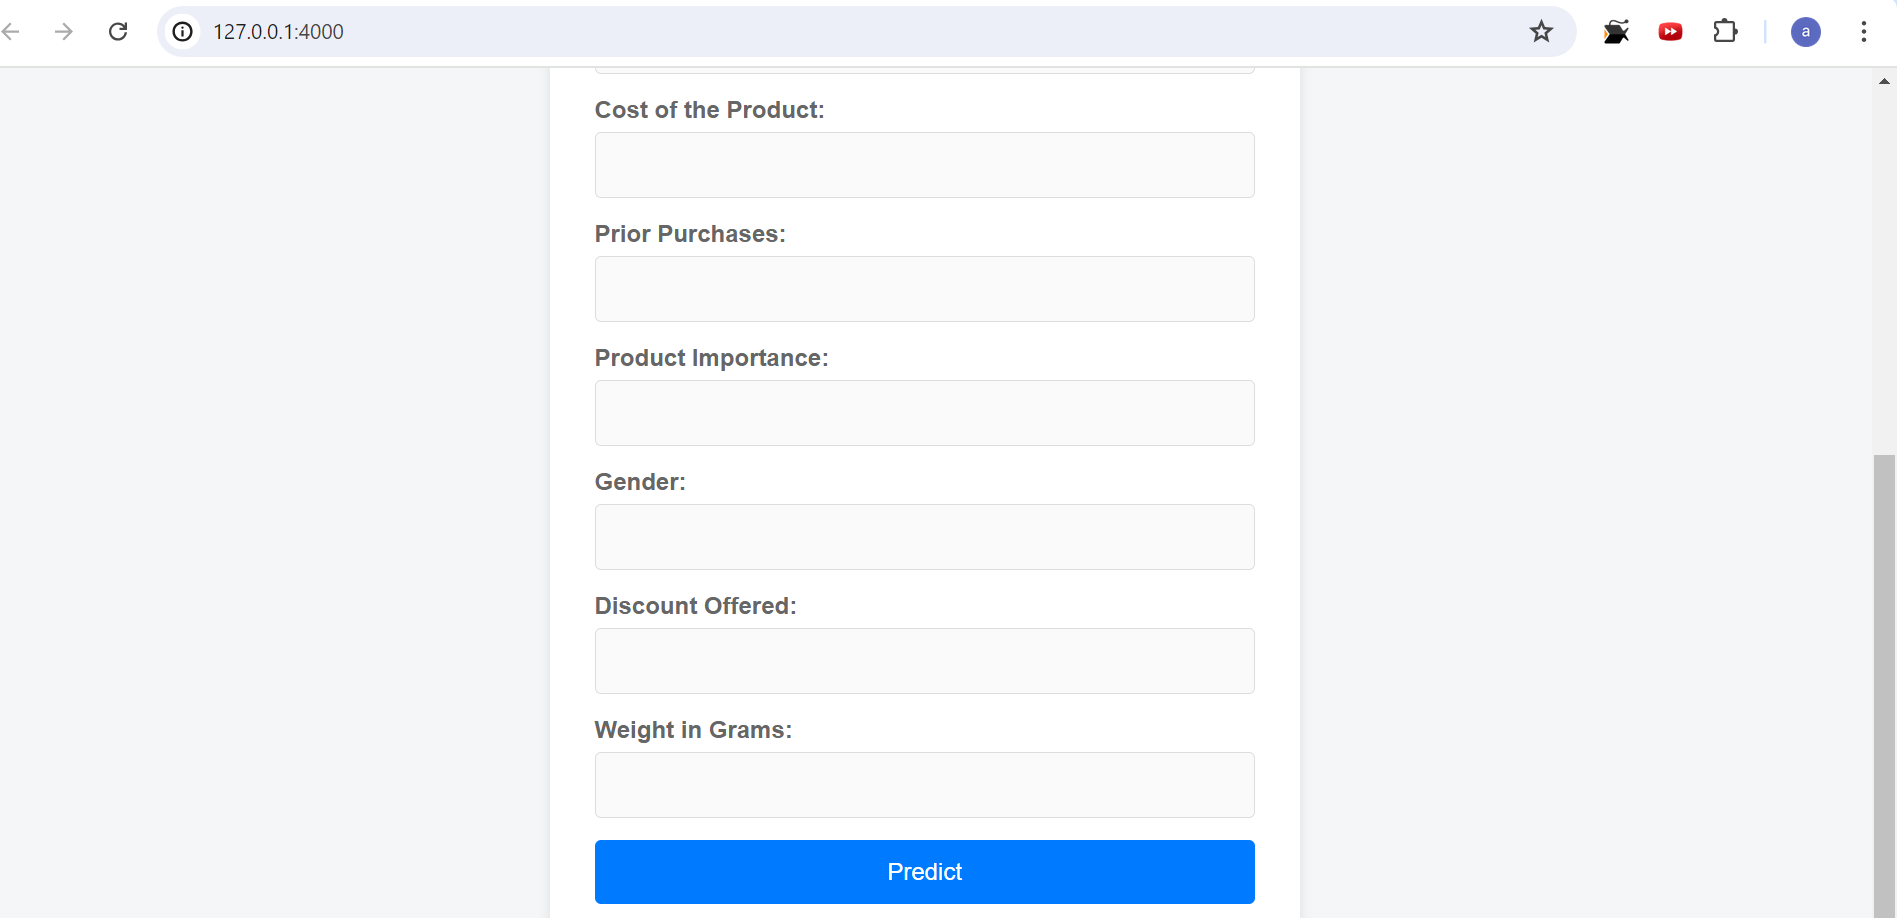 127.0.0.1:4000
a
Cost of the Product:
Prior Purchases:
Product Importance:
Gender:
Discount Offered:
Weight in Grams:
Predict